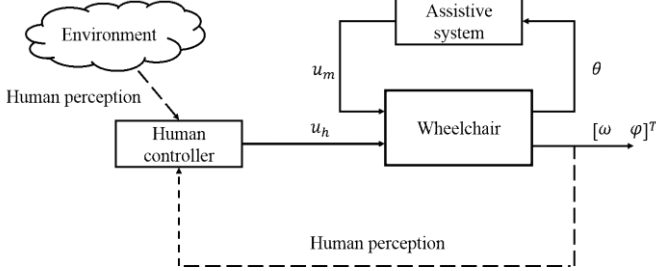 Assistive
system
Environment
u_m
θ
Human perception
Human
controller
u_h
Wheelchair
[ω φ]^T
Human perception